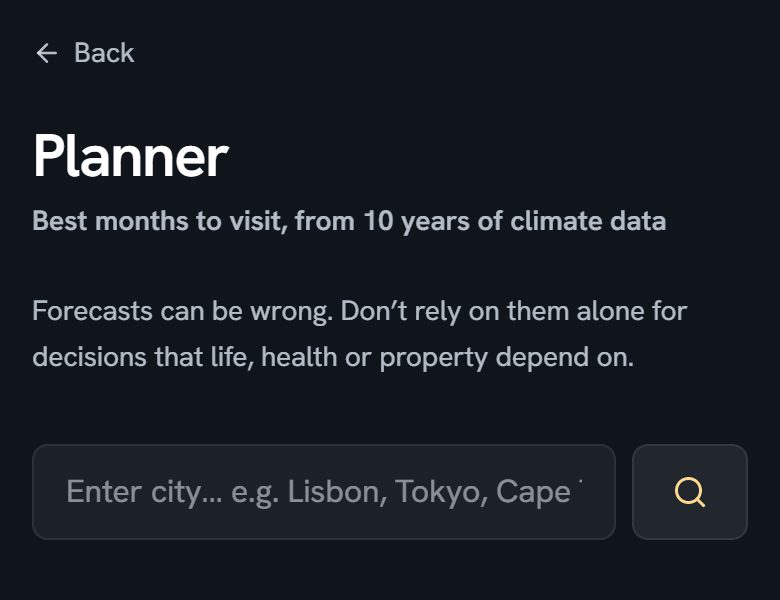 Back
Planner
Best months to visit, from 10 years of climate data
Forecasts can be wrong. Don’t rely on them alone for
decisions that life, health or property depend on.
Enter city... e.g. Lisbon, Tokyo, Cape